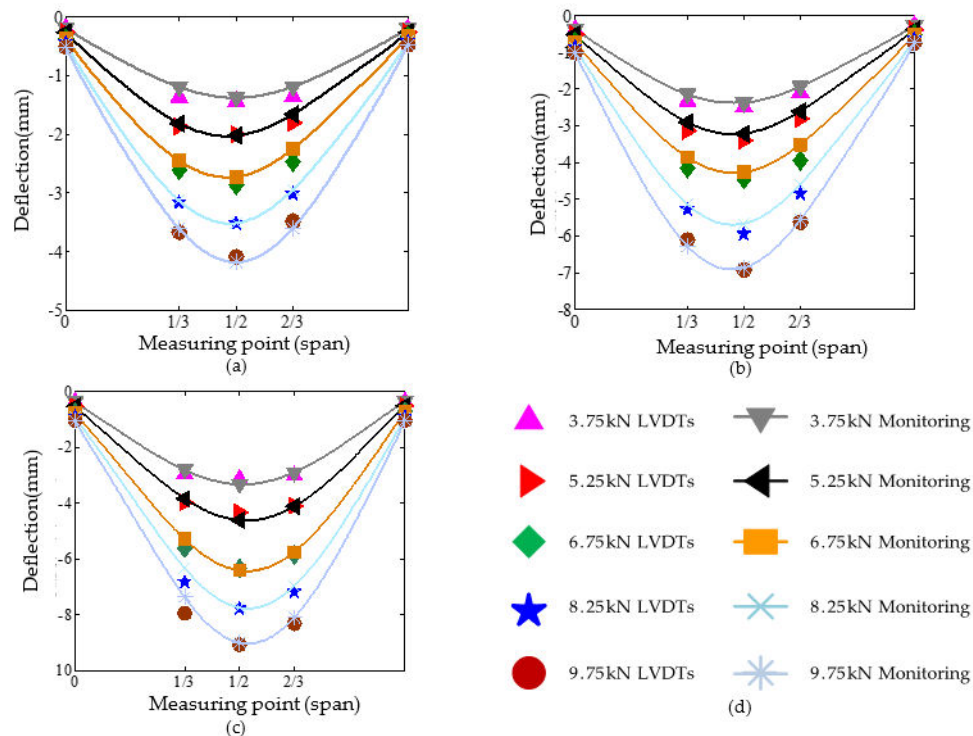 0
-1
-2
-3
-4
-5
Deflection(mm)
0 1/3 1/2 2/3
Measuring point (span)
(a)
0
-1
-2
-3
-4
-5
-6
-7
-8
Deflection(mm)
0 1/3 1/2 2/3
Measuring point (span)
(b)
0
-2
-4
-6
-8
10
Deflection(mm)
0 1/3 1/2 2/3
Measuring point (span)
(c)
3.75kN LVDTs 3.75kN Monitoring
5.25kN LVDTs 5.25kN Monitoring
6.75kN LVDTs 6.75kN Monitoring
8.25kN LVDTs 8.25kN Monitoring
9.75kN LVDTs 9.75kN Monitoring
(d)